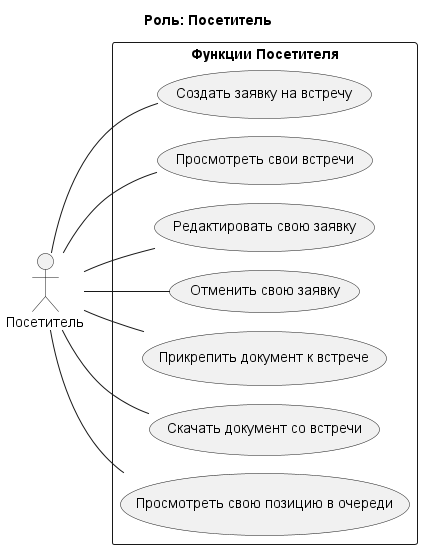 Роль: Посетитель
Функции Посетителя
Создать заявку на встречу
Просмотреть свои встречи
Редактировать свою заявку
Отменить свою заявку
Посетитель
Прикрепить документ к встрече
Скачать документ со встречи
Просмотреть свою позицию в очереди